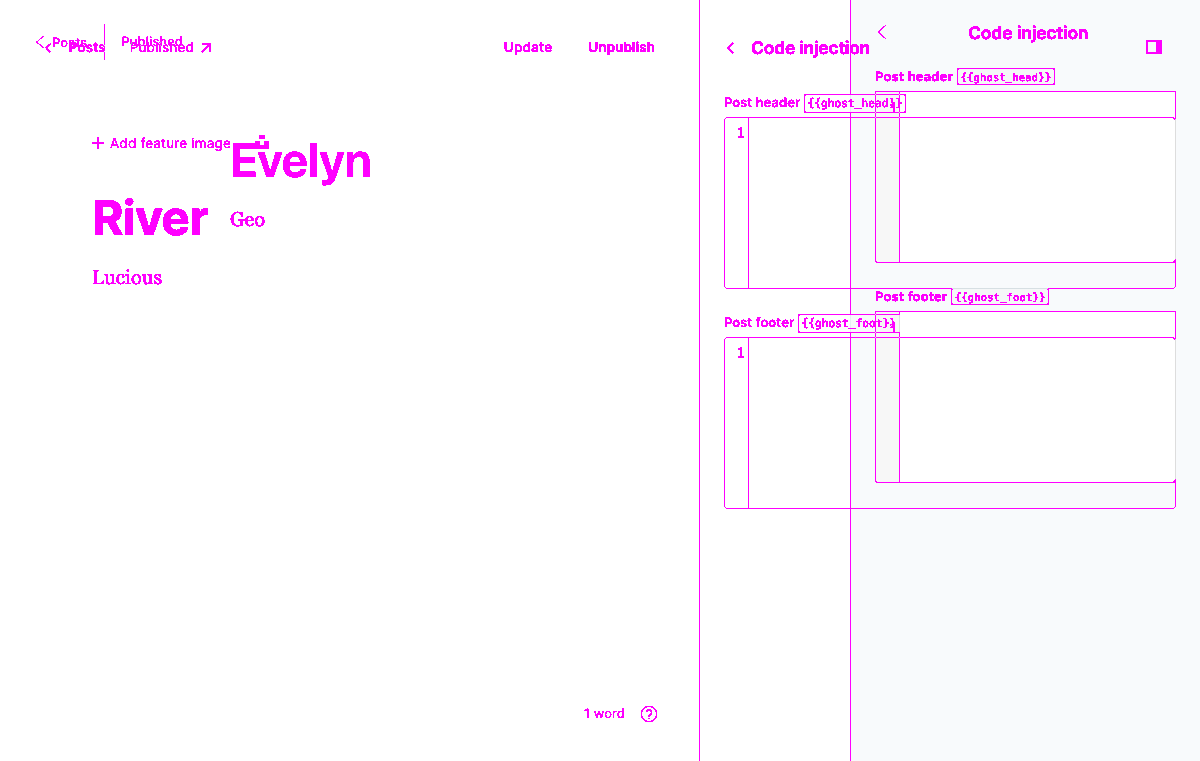 Posts Published
Posts Published
Update Unpublish
Code injection
Code injection
Post header {{ghost_head}}
Post header {{ghost_head}}
1
Add feature image
Evelyn
River
Geo
Lucious
Post footer {{ghost_foot}}
Post footer {{ghost_foot}}
1
1 word ?